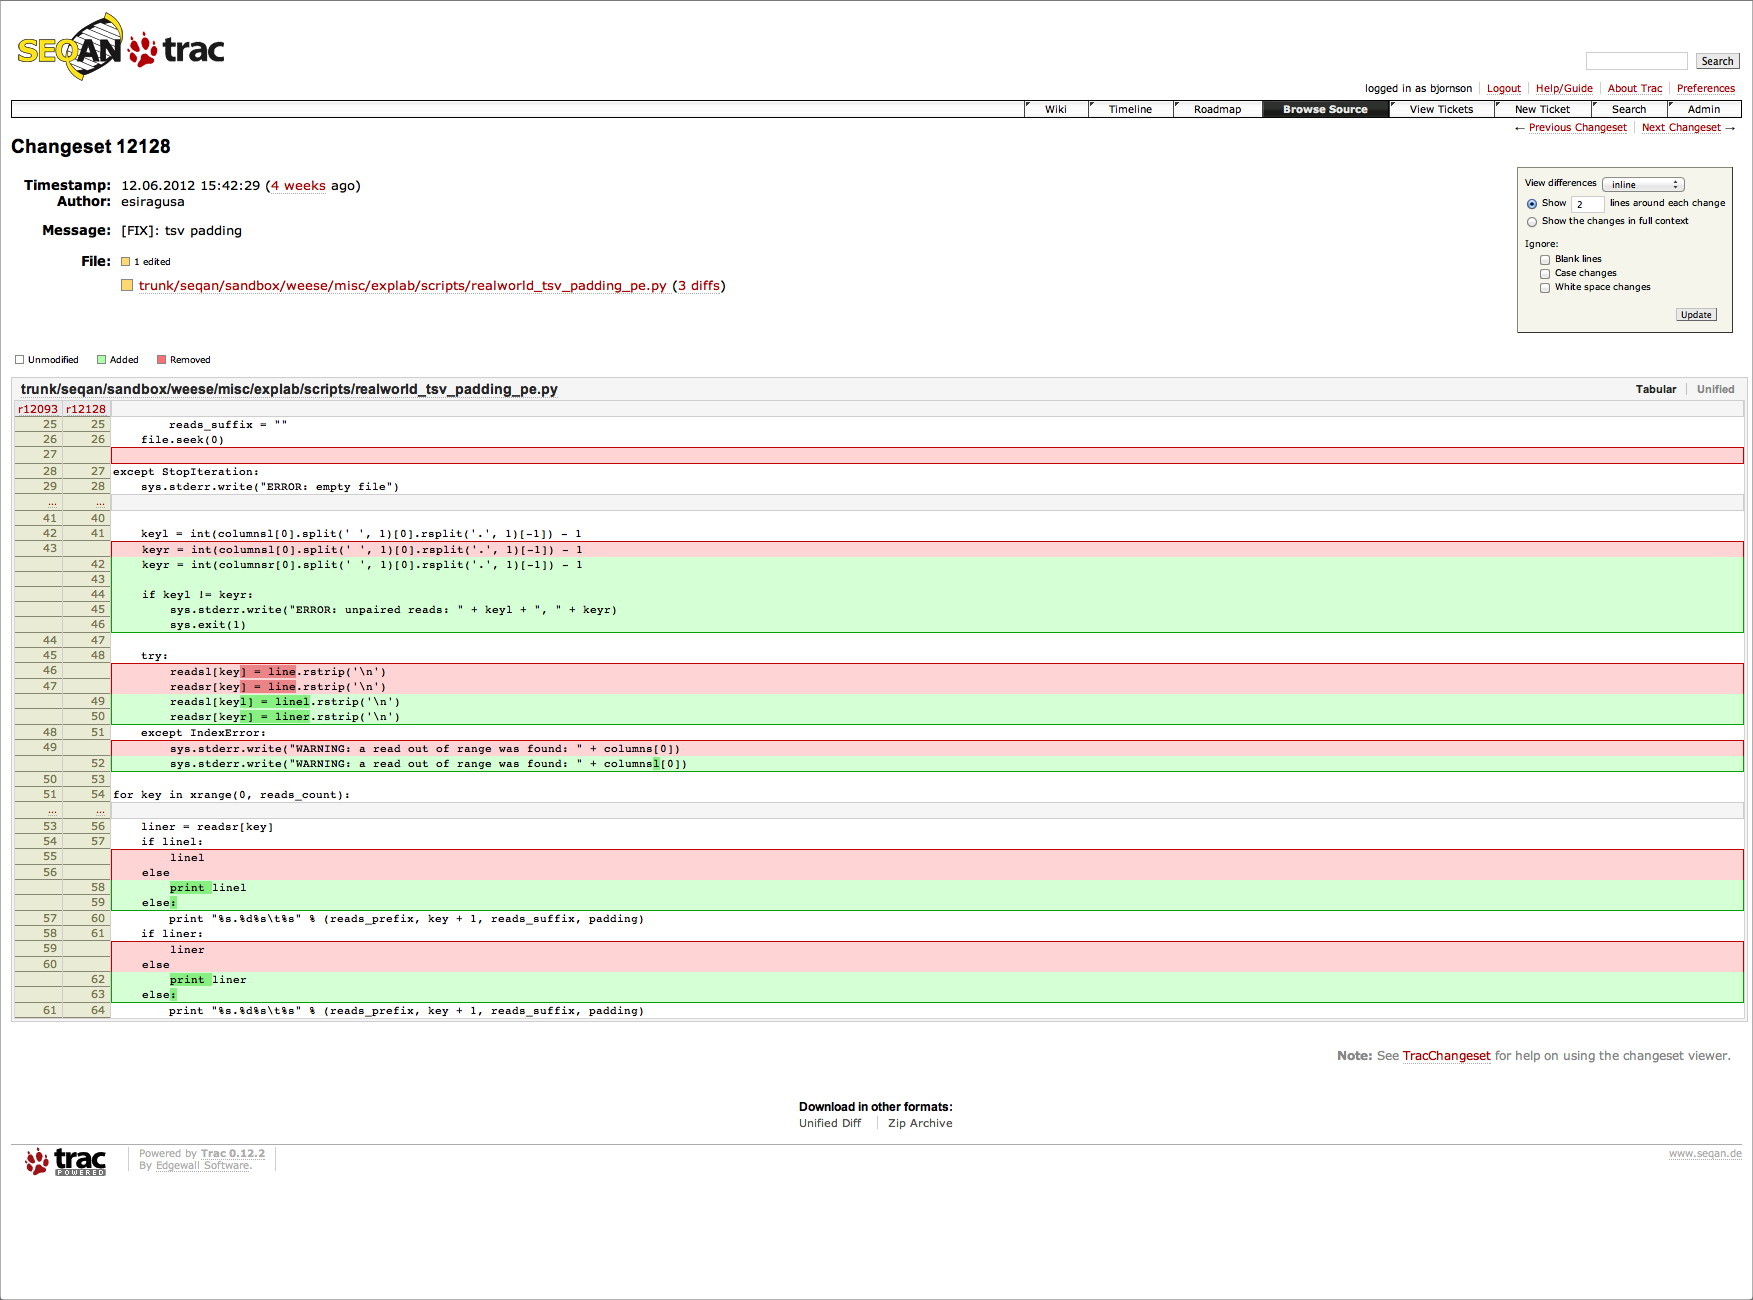 SEQAN trac
Search
logged in as bjornson Logout Help/Guide About Trac Preferences
Wiki Timeline Roadmap Browse Source View Tickets New Ticket Search Admin
← Previous Changeset Next Changeset →
Changeset 12128
Timestamp: 12.06.2012 15:42:29 (4 weeks ago)
Author: esiragusa
Message: [FIX]: tsv padding
File: 1 edited
trunk/seqan/sandbox/weese/misc/explab/scripts/realworld_tsv_padding_pe.py (3 diffs)
View differences inline
Show 2 lines around each change
Show the changes in full context
Ignore:
Blank lines
Case changes
White space changes
Update
Unmodified Added Removed
trunk/seqan/sandbox/weese/misc/explab/scripts/realworld_tsv_padding_pe.py Tabular Unified
r12093 r12128
25 25 reads_suffix = ""
26 26 file.seek(0)
27
28 27 except StopIteration:
29 28 sys.stderr.write("ERROR: empty file")
… …
41 40
42 41 keyl = int(columnsl[0].split(' ', 1)[0].rsplit('.', 1)[-1]) - 1
43 keyr = int(columnsl[0].split(' ', 1)[0].rsplit('.', 1)[-1]) - 1
42 keyr = int(columnsr[0].split(' ', 1)[0].rsplit('.', 1)[-1]) - 1
43
44 if keyl != keyr:
45 sys.stderr.write("ERROR: unpaired reads: " + keyl + ", " + keyr)
46 sys.exit(1)
44 47
45 48 try:
46 readsl[key] = line.rstrip('\n')
47 readsr[key] = line.rstrip('\n')
49 readsl[keyl] = linel.rstrip('\n')
50 readsr[keyr] = liner.rstrip('\n')
48 51 except IndexError:
49 sys.stderr.write("WARNING: a read out of range was found: " + columns[0])
52 sys.stderr.write("WARNING: a read out of range was found: " + columnsl[0])
50 53
51 54 for key in xrange(0, reads_count):
… …
53 56 liner = readsr[key]
54 57 if linel:
55 linel
56 else
58 print linel
59 else:
57 60 print "%s.%d%s\t%s" % (reads_prefix, key + 1, reads_suffix, padding)
58 61 if liner:
59 liner
60 else
62 print liner
63 else:
61 64 print "%s.%d%s\t%s" % (reads_prefix, key + 1, reads_suffix, padding)
Note: See TracChangeset for help on using the changeset viewer.
Download in other formats:
Unified Diff Zip Archive
trac POWERED
Powered by Trac 0.12.2
By Edgewall Software.
www.seqan.de